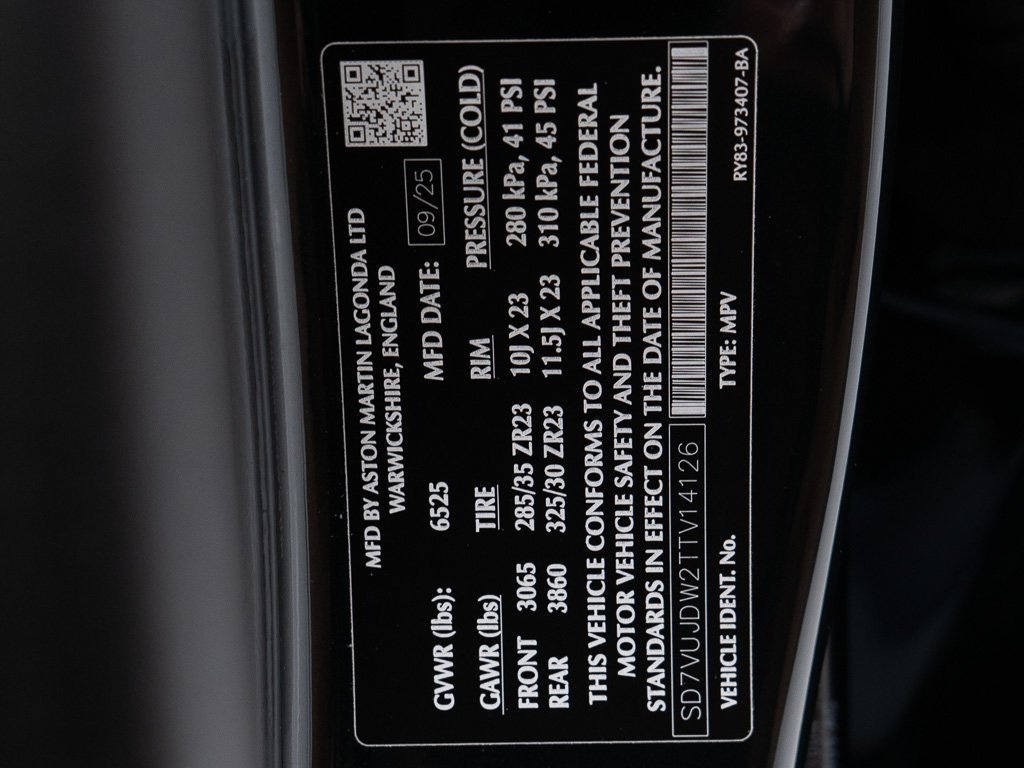 MFD BY ASTON MARTIN LAGONDA LTD
WARWICKSHIRE, ENGLAND
GVWR (lbs): 6525 MFD DATE: 09/25
GAWR (lbs) TIRE RIM PRESSURE (COLD)
FRONT 3065 285/35 ZR23 10J X 23 280 kPa, 41 PSI
REAR 3860 325/30 ZR23 11.5J X 23 310 kPa, 45 PSI
THIS VEHICLE CONFORMS TO ALL APPLICABLE FEDERAL
MOTOR VEHICLE SAFETY AND THEFT PREVENTION
STANDARDS IN EFFECT ON THE DATE OF MANUFACTURE.
SD7VUJDW2TTV14126
VEHICLE IDENT. No. TYPE: MPV RY83-973407-BA